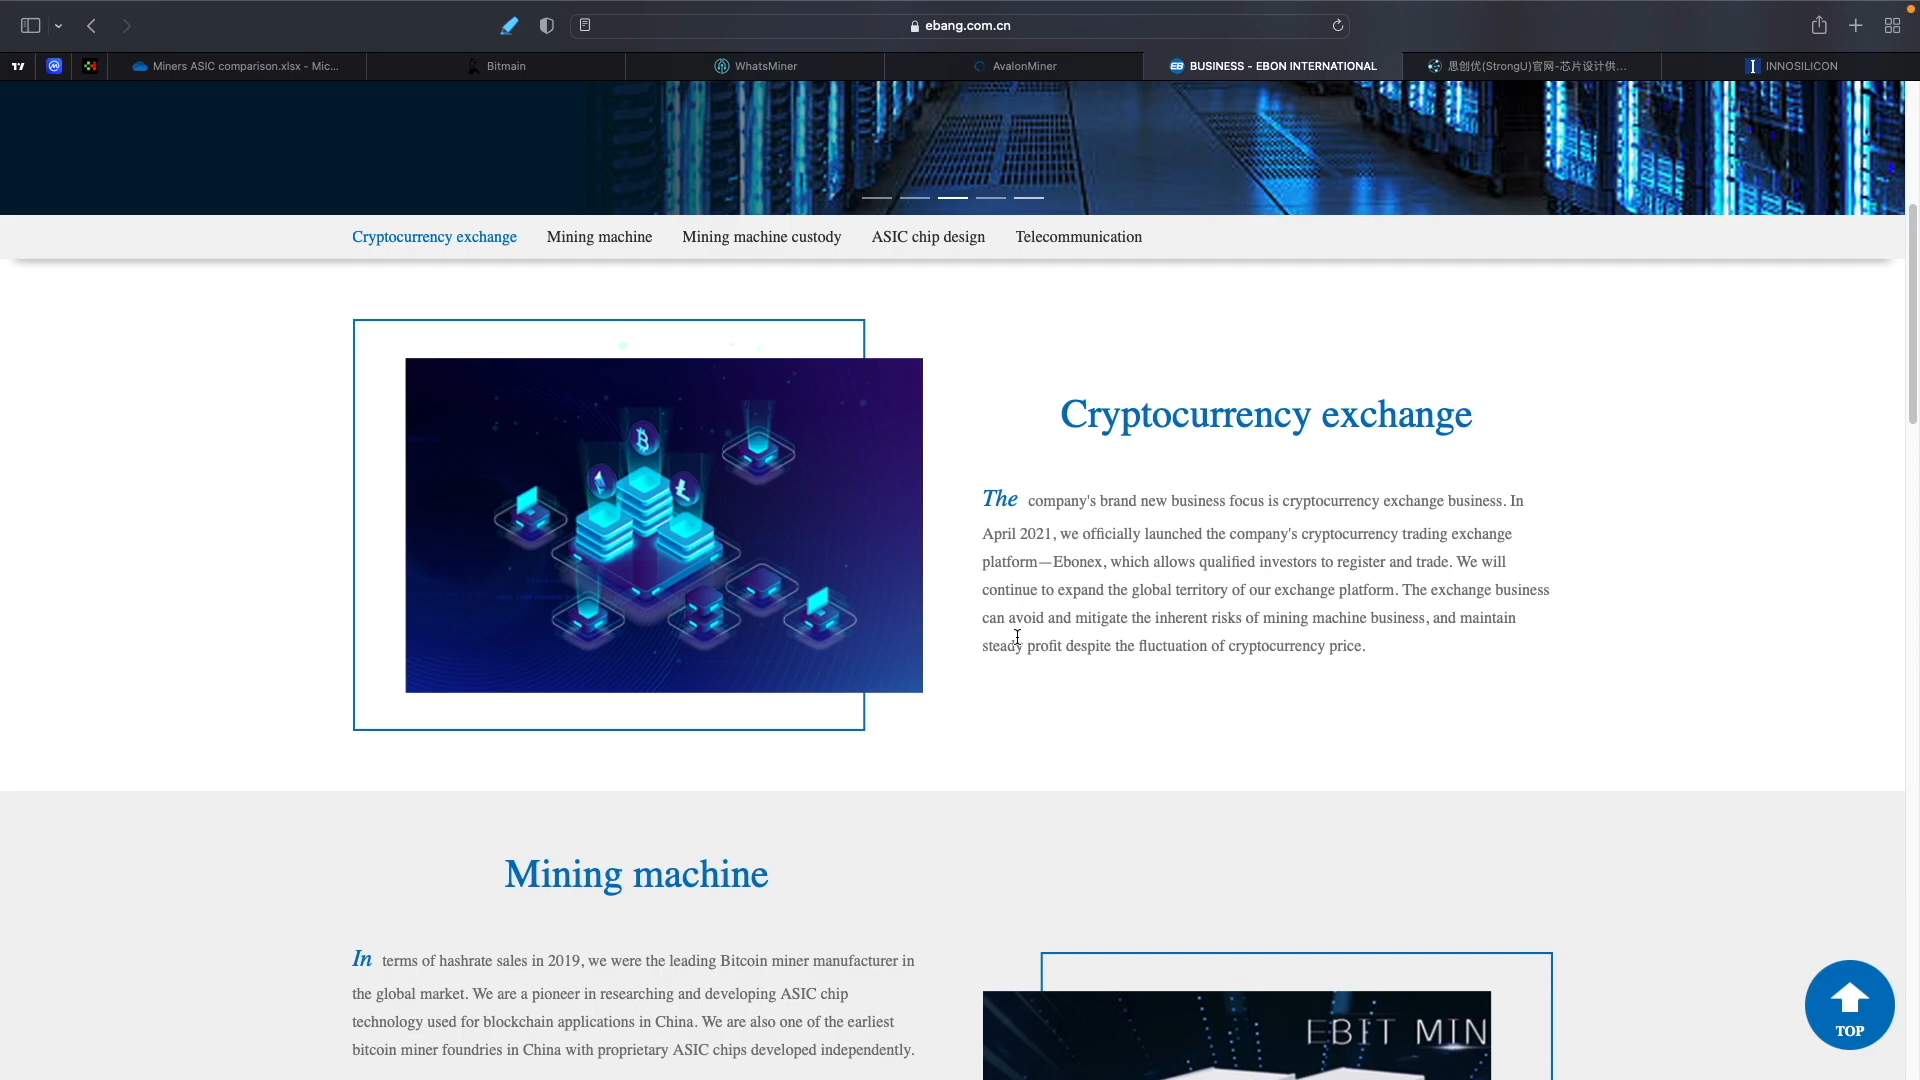 ebang.com.cn
Miners ASIC comparison.xlsx - Mic...
Bitmain
WhatsMiner
AvalonMiner
BUSINESS - EBON INTERNATIONAL
思创优(StrongU)官网-芯片设计供...
INNOSILICON
Cryptocurrency exchange
Mining machine
Mining machine custody
ASIC chip design
Telecommunication
Cryptocurrency exchange
The company's brand new business focus is cryptocurrency exchange business. In
April 2021, we officially launched the company's cryptocurrency trading exchange
platform—Ebonex, which allows qualified investors to register and trade. We will
continue to expand the global territory of our exchange platform. The exchange business
can avoid and mitigate the inherent risks of mining machine business, and maintain
steady profit despite the fluctuation of cryptocurrency price.
Mining machine
In terms of hashrate sales in 2019, we were the leading Bitcoin miner manufacturer in
the global market. We are a pioneer in researching and developing ASIC chip
technology used for blockchain applications in China. We are also one of the earliest
bitcoin miner foundries in China with proprietary ASIC chips developed independently.
EBIT MIN
TOP